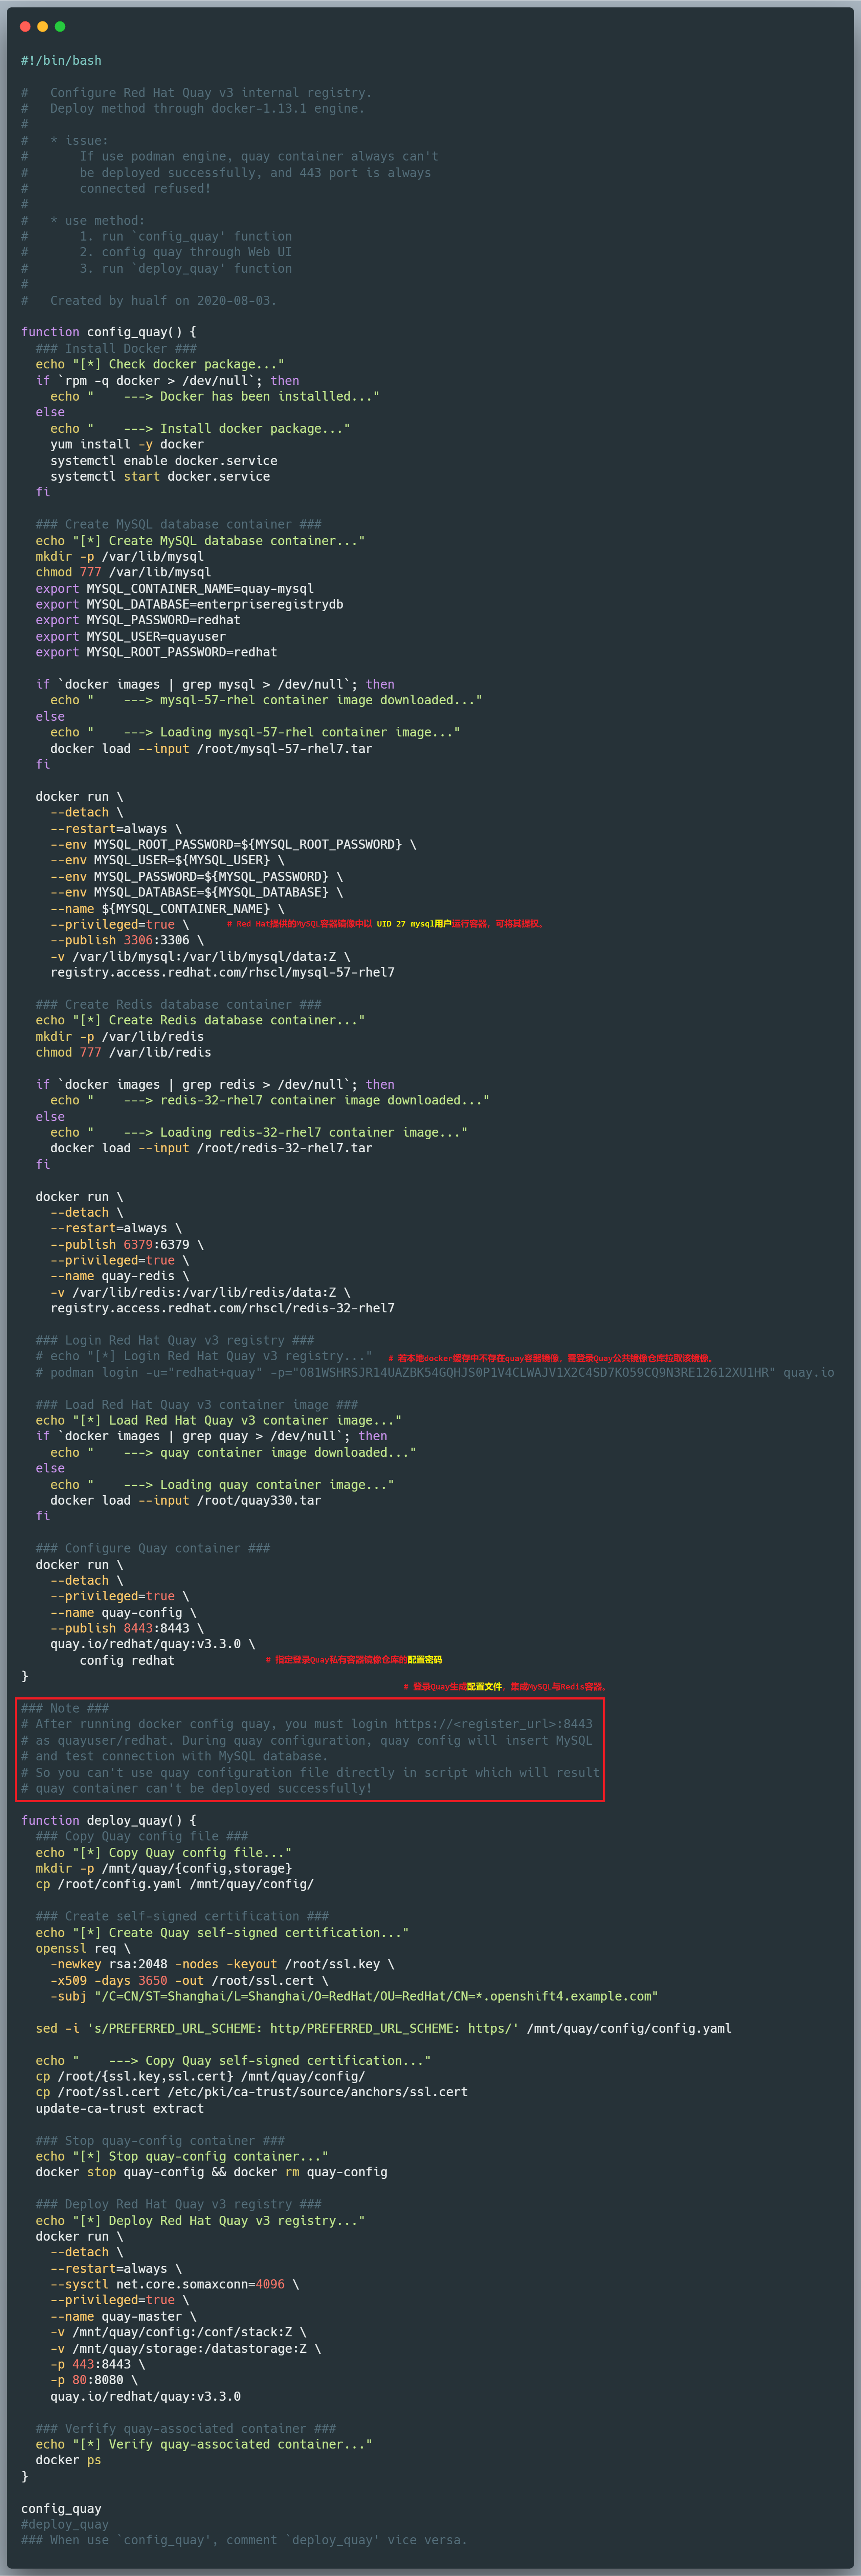 #!/bin/bash
#   Configure Red Hat Quay v3 internal registry.
#   Deploy method through docker-1.13.1 engine.
#
#   * issue:
#       If use podman engine, quay container always can't
#       be deployed successfully, and 443 port is always
#       connected refused!
#
#   * use method:
#       1. run `config_quay' function
#       2. config quay through Web UI
#       3. run `deploy_quay' function
#
#   Created by hualf on 2020-08-03.
function config_quay() {
  ### Install Docker ###
  echo "[*] Check docker package..."
  if `rpm -q docker > /dev/null`; then
    echo "    ---> Docker has been installled..."
  else
    echo "    ---> Install docker package..."
    yum install -y docker
    systemctl enable docker.service
    systemctl start docker.service
  fi
  ### Create MySQL database container ###
  echo "[*] Create MySQL database container..."
  mkdir -p /var/lib/mysql
  chmod 777 /var/lib/mysql
  export MYSQL_CONTAINER_NAME=quay-mysql
  export MYSQL_DATABASE=enterpriseregistrydb
  export MYSQL_PASSWORD=redhat
  export MYSQL_USER=quayuser
  export MYSQL_ROOT_PASSWORD=redhat
  if `docker images | grep mysql > /dev/null`; then
    echo "    ---> mysql-57-rhel container image downloaded..."
  else
    echo "    ---> Loading mysql-57-rhel container image..."
    docker load --input /root/mysql-57-rhel7.tar
  fi
  docker run \
    --detach \
    --restart=always \
    --env MYSQL_ROOT_PASSWORD=${MYSQL_ROOT_PASSWORD} \
    --env MYSQL_USER=${MYSQL_USER} \
    --env MYSQL_PASSWORD=${MYSQL_PASSWORD} \
    --env MYSQL_DATABASE=${MYSQL_DATABASE} \
    --name ${MYSQL_CONTAINER_NAME} \
    --privileged=true \     # Red Hat提供的MySQL容器镜像中以 UID 27 mysql用户运行容器，可将其提权。
    --publish 3306:3306 \
    -v /var/lib/mysql:/var/lib/mysql/data:Z \
    registry.access.redhat.com/rhscl/mysql-57-rhel7
  ### Create Redis database container ###
  echo "[*] Create Redis database container..."
  mkdir -p /var/lib/redis
  chmod 777 /var/lib/redis
  if `docker images | grep redis > /dev/null`; then
    echo "    ---> redis-32-rhel7 container image downloaded..."
  else
    echo "    ---> Loading redis-32-rhel7 container image..."
    docker load --input /root/redis-32-rhel7.tar
  fi
  docker run \
    --detach \
    --restart=always \
    --publish 6379:6379 \
    --privileged=true \
    --name quay-redis \
    -v /var/lib/redis:/var/lib/redis/data:Z \
    registry.access.redhat.com/rhscl/redis-32-rhel7
  ### Login Red Hat Quay v3 registry ###
  # echo "[*] Login Red Hat Quay v3 registry..."  # 若本地docker缓存中不存在quay容器镜像，需登录Quay公共镜像仓库拉取该镜像。
  # podman login -u="redhat+quay" -p="O81WSHRSJR14UAZBK54GQHJS0P1V4CLWAJV1X2C4SD7KO59CQ9N3RE12612XU1HR" quay.io
  ### Load Red Hat Quay v3 container image ###
  echo "[*] Load Red Hat Quay v3 container image..."
  if `docker images | grep quay > /dev/null`; then
    echo "    ---> quay container image downloaded..."
  else
    echo "    ---> Loading quay container image..."
    docker load --input /root/quay330.tar
  fi
  ### Configure Quay container ###
  docker run \
    --detach \
    --privileged=true \
    --name quay-config \
    --publish 8443:8443 \
    quay.io/redhat/quay:v3.3.0 \
        config redhat            # 指定登录Quay私有容器镜像仓库的配置密码
}
# 登录Quay生成配置文件，集成MySQL与Redis容器。
### Note ###
# After running docker config quay, you must login https://<register_url>:8443
# as quayuser/redhat. During quay configuration, quay config will insert MySQL
# and test connection with MySQL database.
# So you can't use quay configuration file directly in script which will result
# quay container can't be deployed successfully!
function deploy_quay() {
  ### Copy Quay config file ###
  echo "[*] Copy Quay config file..."
  mkdir -p /mnt/quay/{config,storage}
  cp /root/config.yaml /mnt/quay/config/
  ### Create self-signed certification ###
  echo "[*] Create Quay self-signed certification..."
  openssl req \
    -newkey rsa:2048 -nodes -keyout /root/ssl.key \
    -x509 -days 3650 -out /root/ssl.cert \
    -subj "/C=CN/ST=Shanghai/L=Shanghai/O=RedHat/OU=RedHat/CN=*.openshift4.example.com"
  sed -i 's/PREFERRED_URL_SCHEME: http/PREFERRED_URL_SCHEME: https/' /mnt/quay/config/config.yaml
  echo "    ---> Copy Quay self-signed certification..."
  cp /root/{ssl.key,ssl.cert} /mnt/quay/config/
  cp /root/ssl.cert /etc/pki/ca-trust/source/anchors/ssl.cert
  update-ca-trust extract
  ### Stop quay-config container ###
  echo "[*] Stop quay-config container..."
  docker stop quay-config && docker rm quay-config
  ### Deploy Red Hat Quay v3 registry ###
  echo "[*] Deploy Red Hat Quay v3 registry..."
  docker run \
    --detach \
    --restart=always \
    --sysctl net.core.somaxconn=4096 \
    --privileged=true \
    --name quay-master \
    -v /mnt/quay/config:/conf/stack:Z \
    -v /mnt/quay/storage:/datastorage:Z \
    -p 443:8443 \
    -p 80:8080 \
    quay.io/redhat/quay:v3.3.0
  ### Verfify quay-associated container ###
  echo "[*] Verify quay-associated container..."
  docker ps
}
config_quay
#deploy_quay
### When use `config_quay', comment `deploy_quay' vice versa.